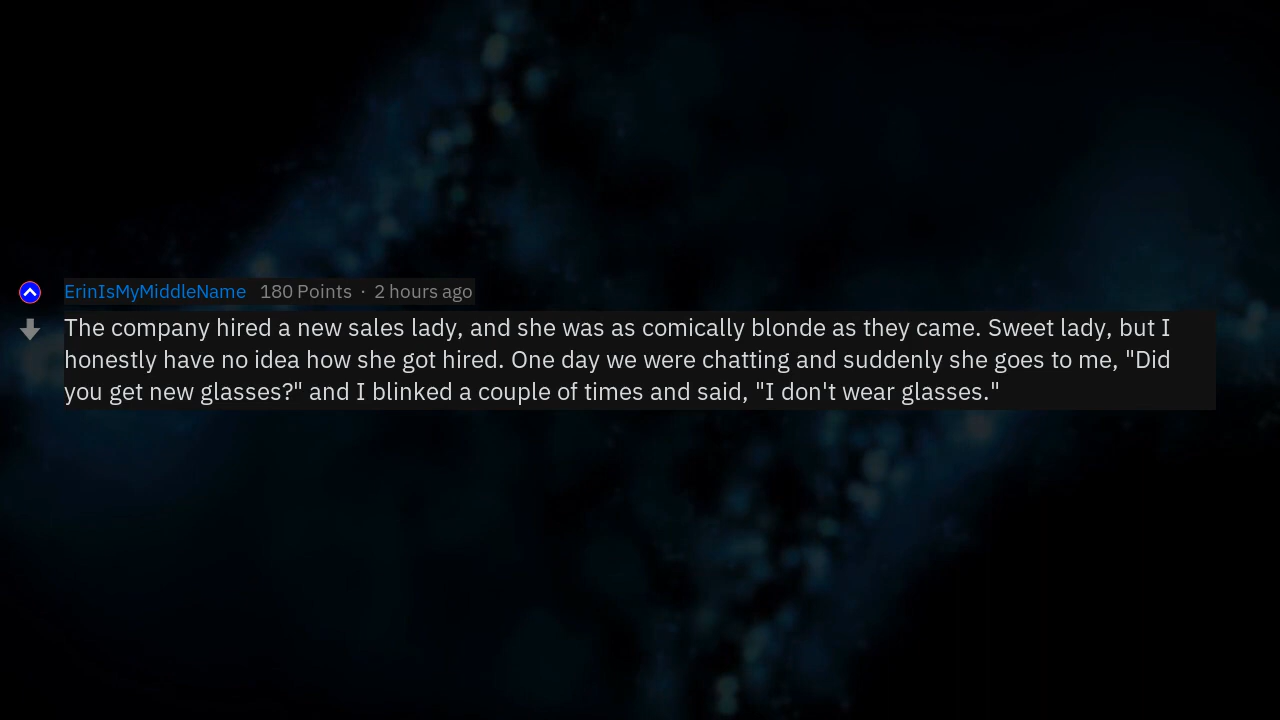 ErinIsMyMiddleName 180 Points · 2 hours ago
The company hired a new sales lady, and she was as comically blonde as they came. Sweet lady, but I
honestly have no idea how she got hired. One day we were chatting and suddenly she goes to me, "Did
you get new glasses?" and I blinked a couple of times and said, "I don't wear glasses."